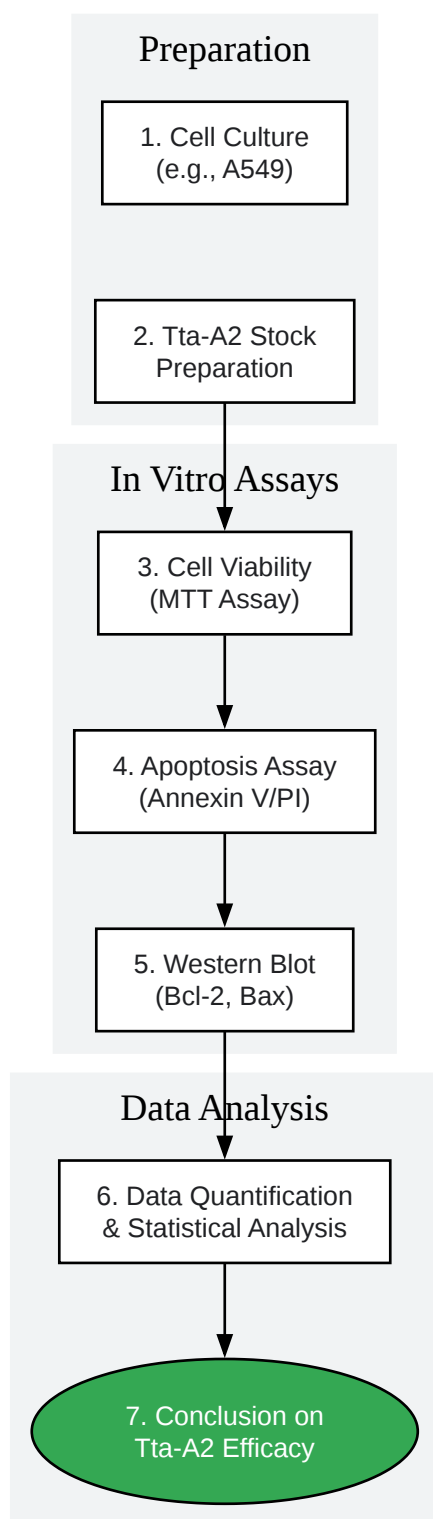 Preparation
1. Cell Culture
(e.g., A549)
2. Tta-A2 Stock
Preparation
In Vitro Assays
3. Cell Viability
(MTT Assay)
4. Apoptosis Assay
(Annexin V/PI)
5. Western Blot
(Bcl-2, Bax)
Data Analysis
6. Data Quantification
& Statistical Analysis
7. Conclusion on
Tta-A2 Efficacy